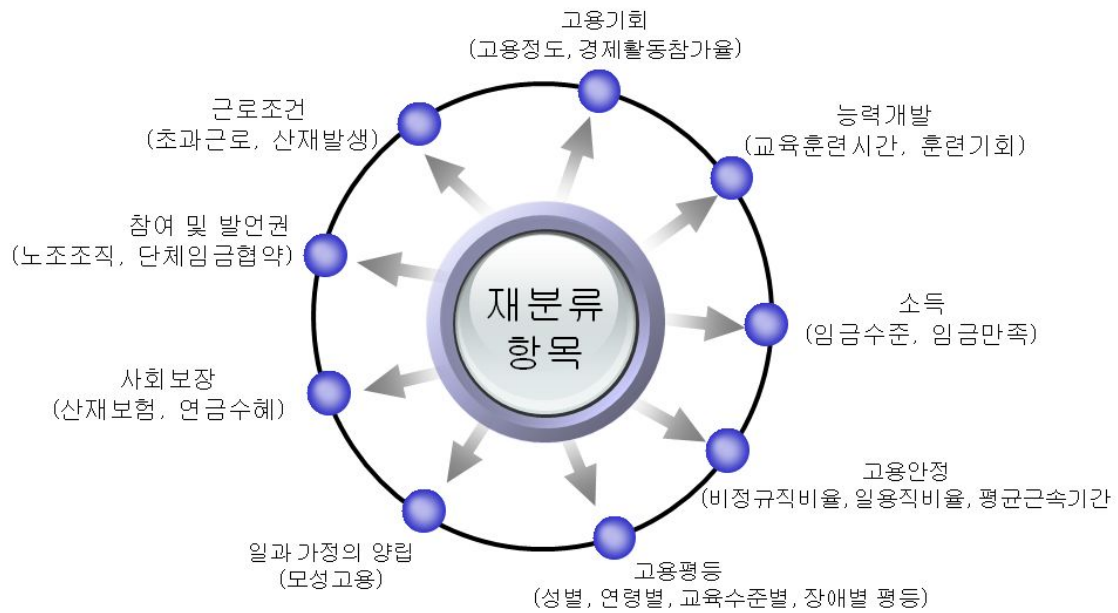 고용기회
(고용정도, 경제활동참가율)
근로조건
(초과근로, 산재발생)
능력개발
(교육훈련시간, 훈련기회)
참여 및 발언권
(노조조직, 단체임금협약)
재분류
항목
소득
(임금수준, 임금만족)
사회보장
(산재보험, 연금수혜)
고용안정
(비정규직비율, 일용직비율, 평균근속기간
일과 가정의 양립
(모성고용)
고용평등
(성별, 연령별, 교육수준별, 장애별 평등)